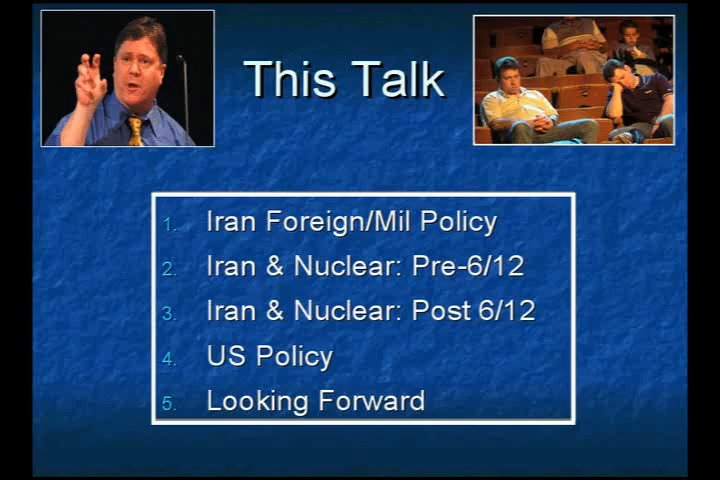 This Talk
1. Iran Foreign/Mil Policy
2. Iran & Nuclear: Pre-6/12
3. Iran & Nuclear: Post 6/12
4. US Policy
5. Looking Forward